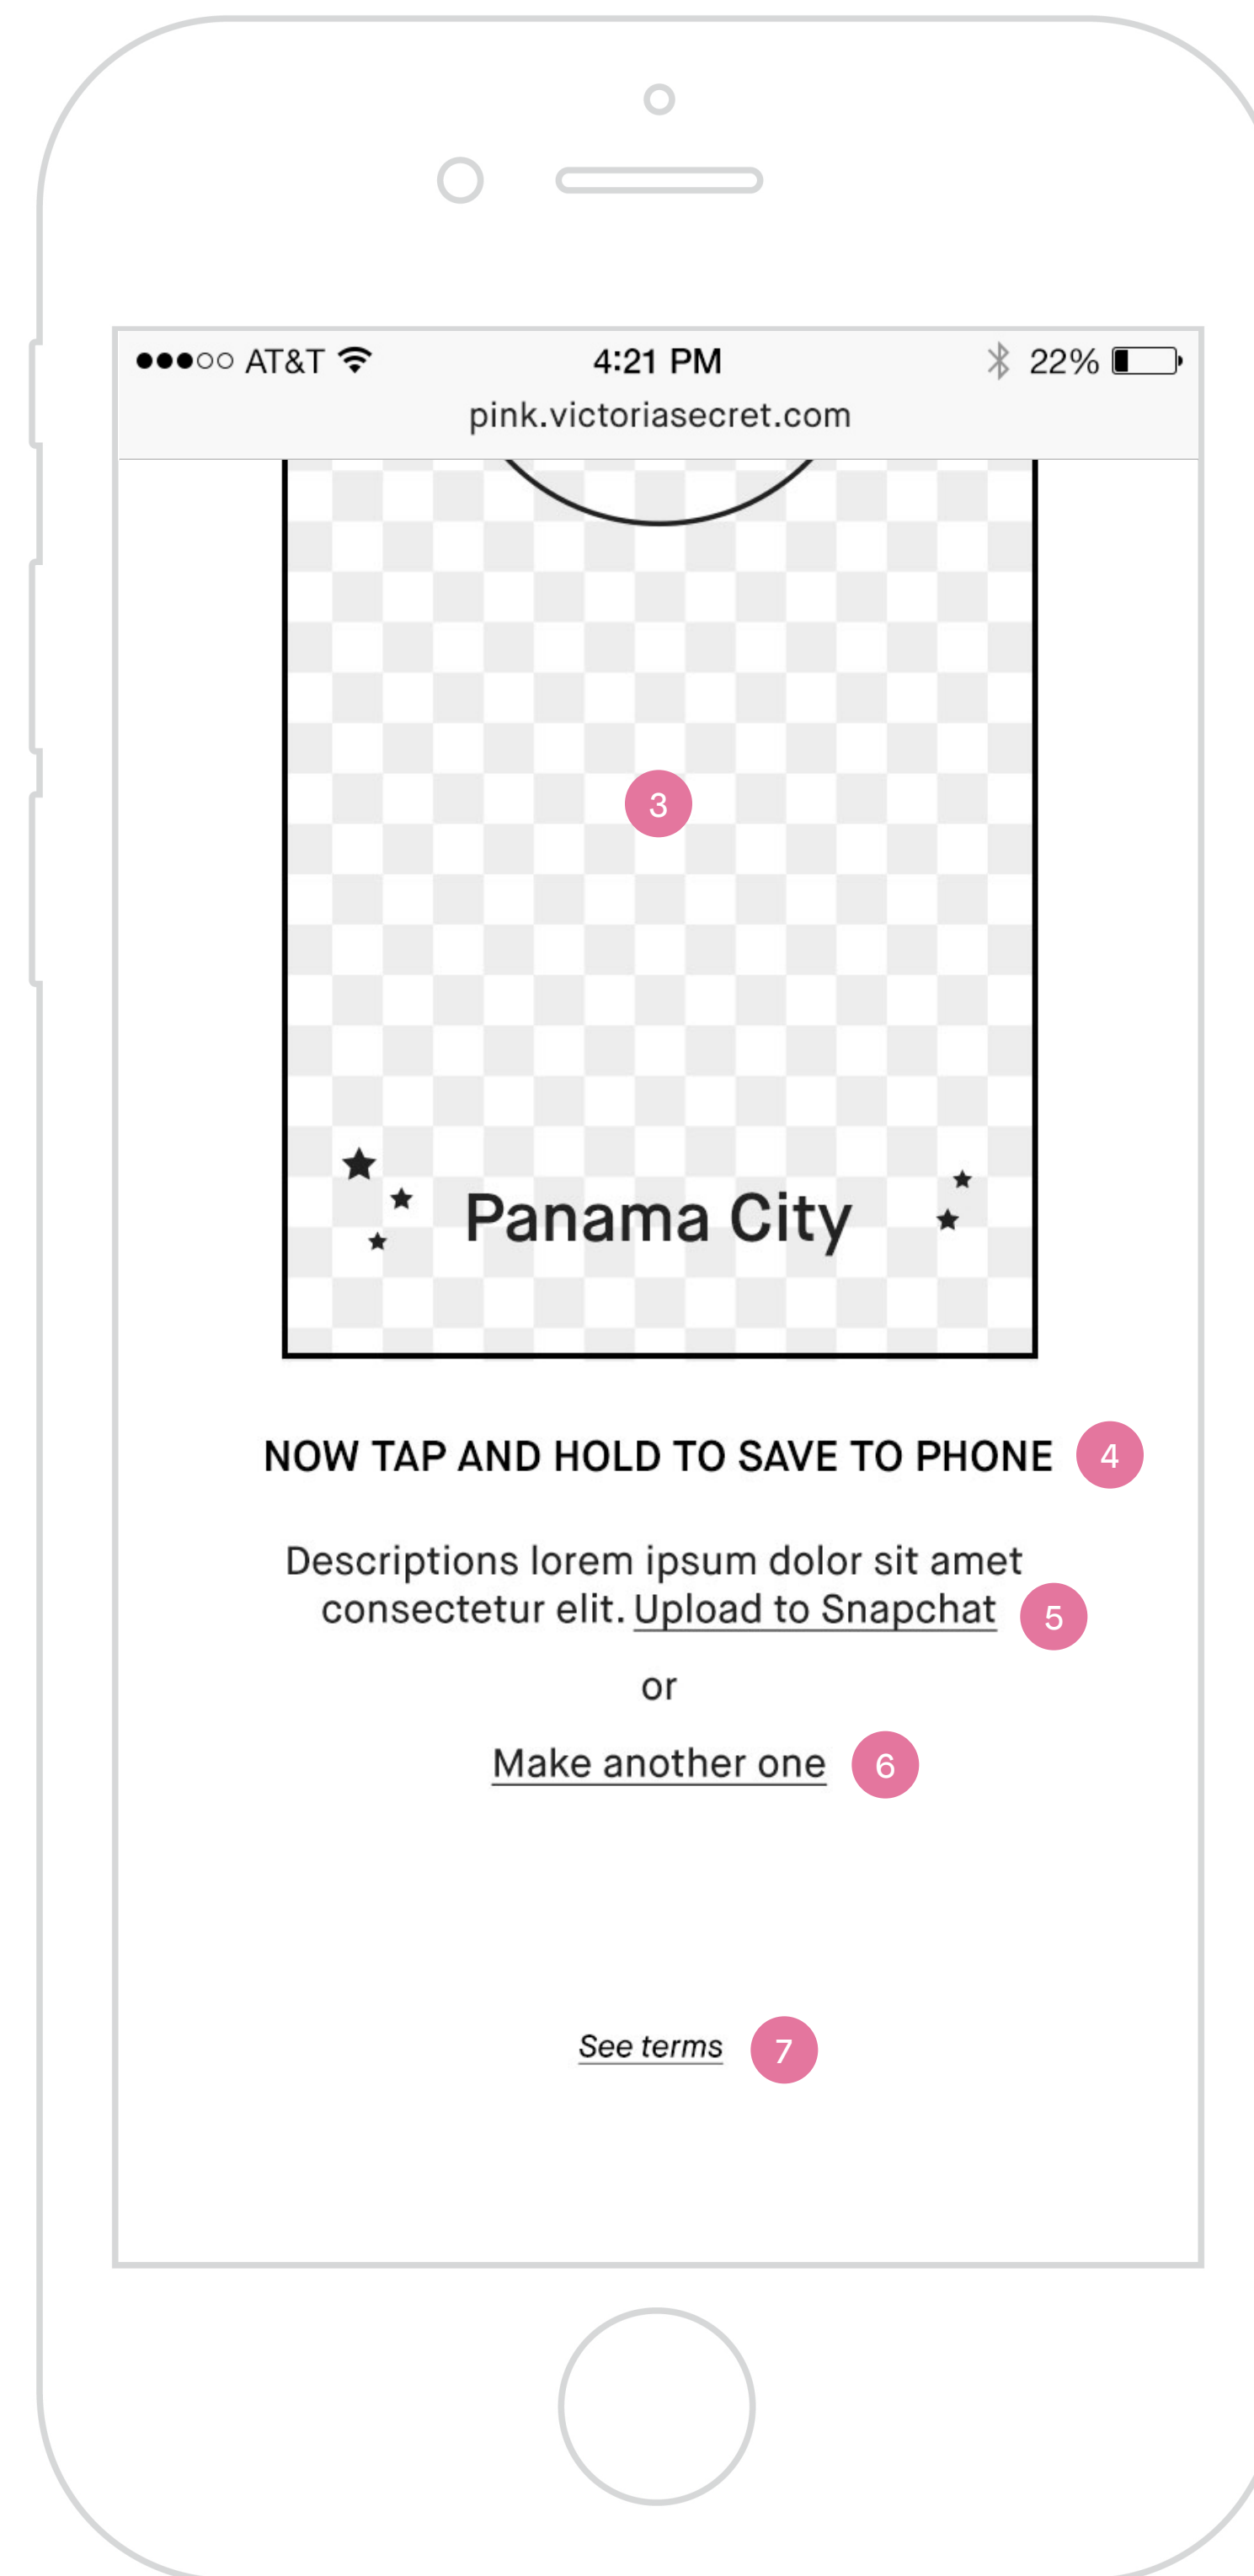 AT&T 4:21 PM 22%
pink.victoriasecret.com
3
Panama City
NOW TAP AND HOLD TO SAVE TO PHONE 4
Descriptions lorem ipsum dolor sit amet
consectetur elit. Upload to Snapchat 5
or
Make another one 6
See terms 7